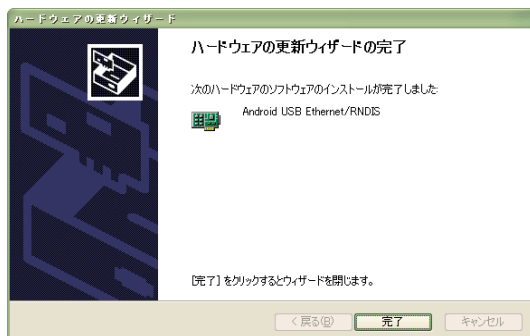 ハードウェアの更新ウィザード
ハードウェアの更新ウィザードの完了
次のハードウェアのソフトウェアのインストールが完了しました:
Android USB Ethernet/RNDIS
[完了] をクリックするとウィザードを閉じます。
< 戻る(B)
完了
キャンセル